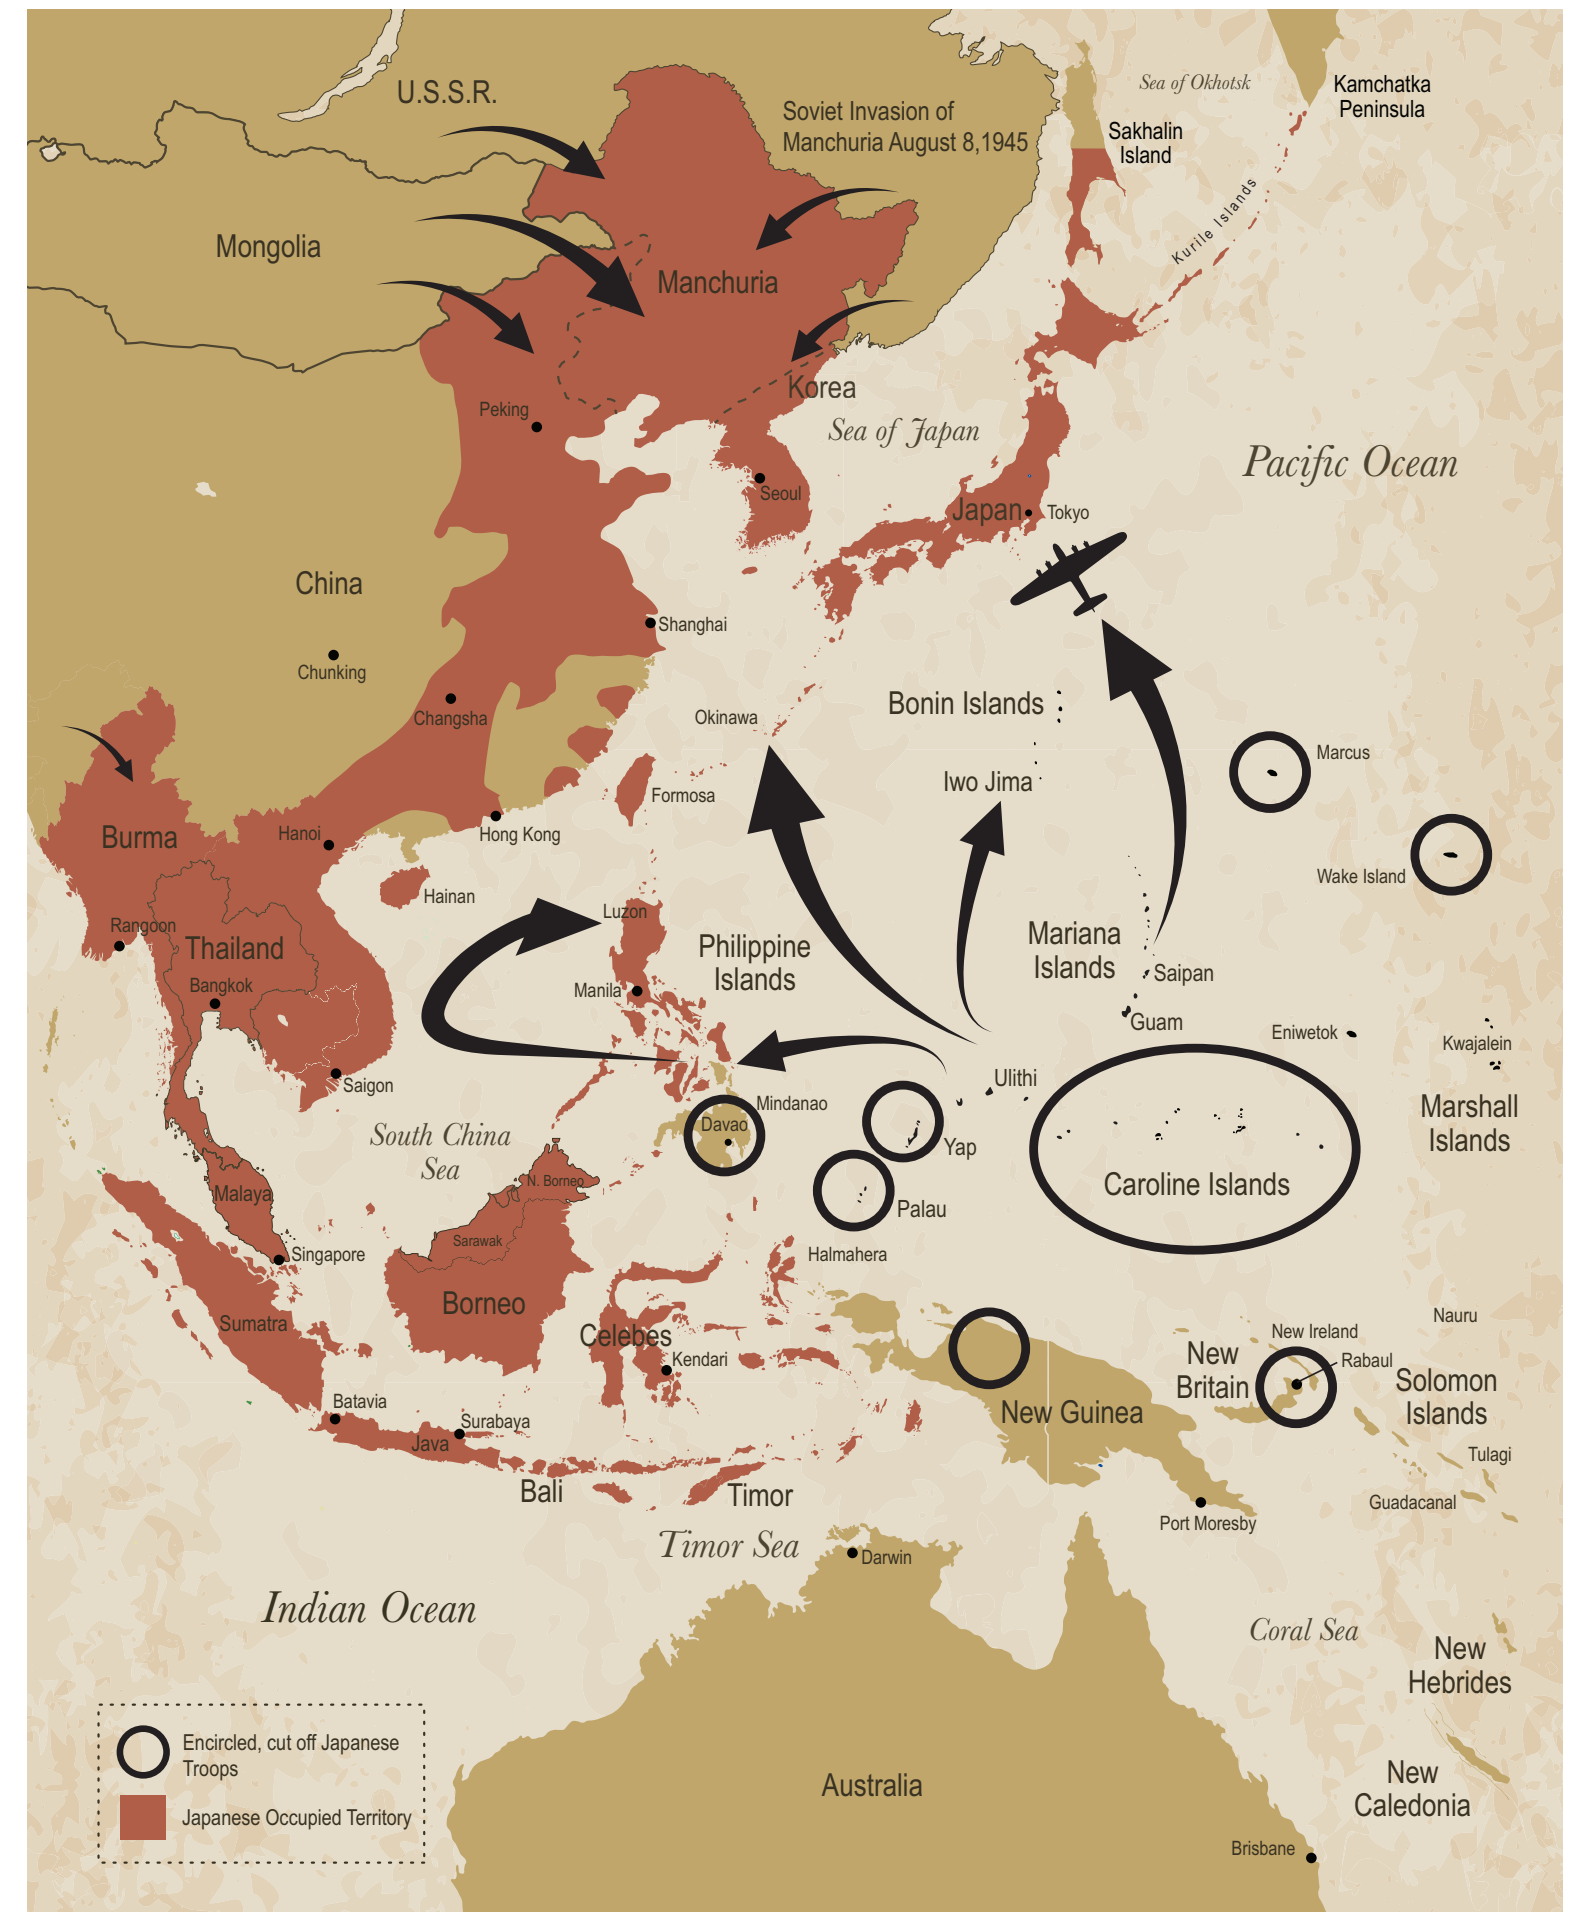 U.S.S.R.
Soviet Invasion of
Manchuria August 8,1945
Sea of Okhotsk
Kamchatka
Peninsula
Sakhalin
Island
Kurile Islands
Mongolia
Manchuria
Korea
Peking
Sea of Japan
Pacific Ocean
Seoul
Japan
Tokyo
China
Shanghai
Chunking
Changsha
Okinawa
Bonin Islands
Iwo Jima
Marcus
Formosa
Burma
Hanoi
Hong Kong
Wake Island
Hainan
Luzon
Rangoon
Thailand
Bangkok
Philippine
Islands
Mariana
Islands
Manila
Saipan
Guam
Eniwetok
Kwajalein
Saigon
Ulithi
Marshall
Islands
Mindanao
Davao
South China
Sea
Yap
Caroline Islands
Malaya
N. Borneo
Palau
Sarawak
Singapore
Halmahera
Borneo
Sumatra
Celebes
Kendari
Nauru
New Ireland
Rabaul
New
Britain
Solomon
Islands
Batavia
Surabaya
Java
New Guinea
Tulagi
Bali
Timor
Guadacanal
Port Moresby
Timor Sea
Darwin
Indian Ocean
Coral Sea
New
Hebrides
Encircled, cut off Japanese
Troops
Japanese Occupied Territory
Australia
New
Caledonia
Brisbane